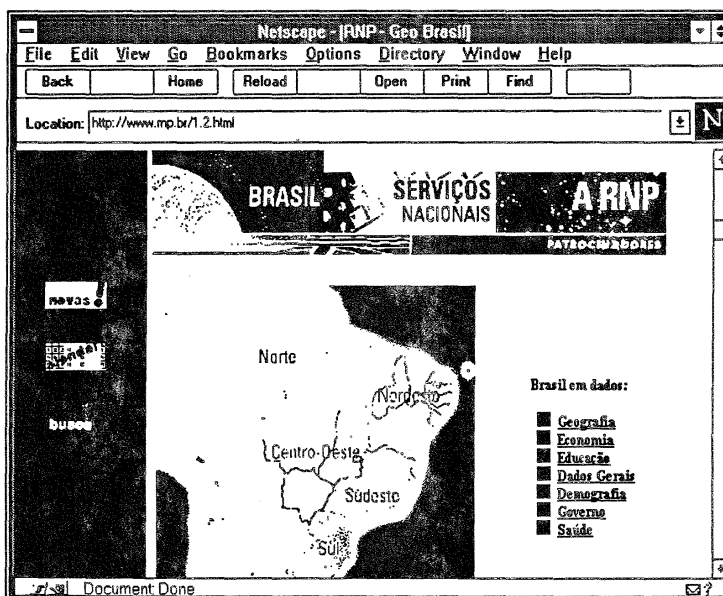 Netscape - [RNP - Geo Brasil]
File Edit View Go Bookmarks Options Directory Window Help
Back Home Reload Open Print Find
Location: http://www.rnp.br/1.2.html
N
BRASIL SERVIÇOS NACIONAIS A RNP
PATROCINADORES
novas!
agenda
busca
Norte
Nordeste
Centro-Oeste
Sudeste
Sul
Brasil em dados:
Geografia
Economia
Educação
Dados Gerais
Demografia
Governo
Saúde
Document: Done
?